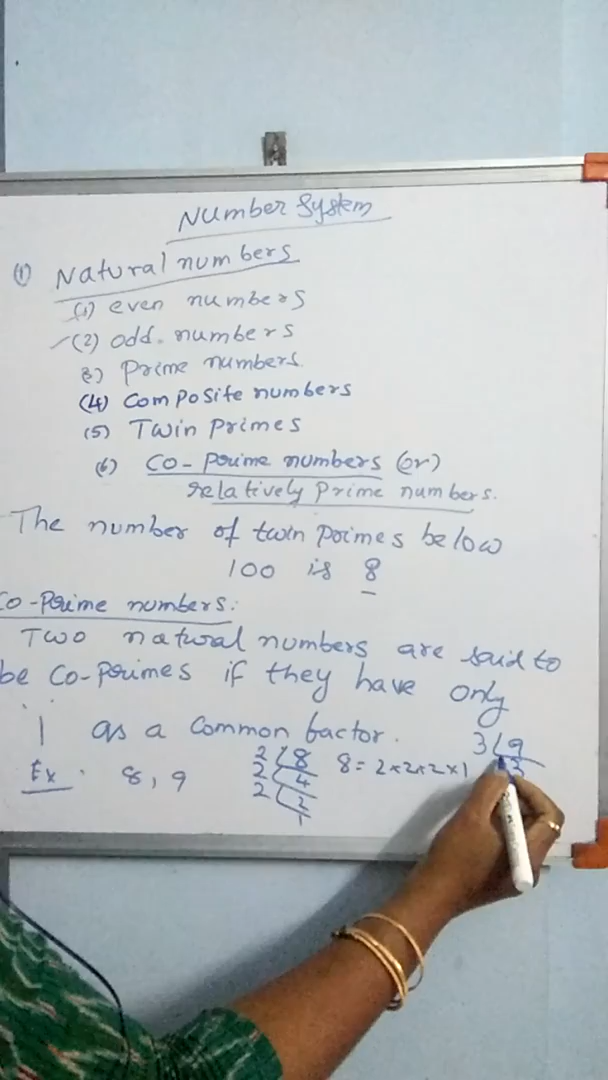 Number System
(1) Natural numbers
(1) even numbers
(2) odd numbers
3) Prime numbers.
(4) Composite numbers
(5) Twin Primes
(6) Co-Prime numbers (or)
relatively Prime numbers.
The number of twin Primes below
100 is 8
Co-Prime numbers:
Two natural numbers are said to
be Co-Primes if they have only
1 as a Common factor.
Ex: 8, 9
2 8
2 4
2 2
1
8 = 2×2×2×1
3 9
3